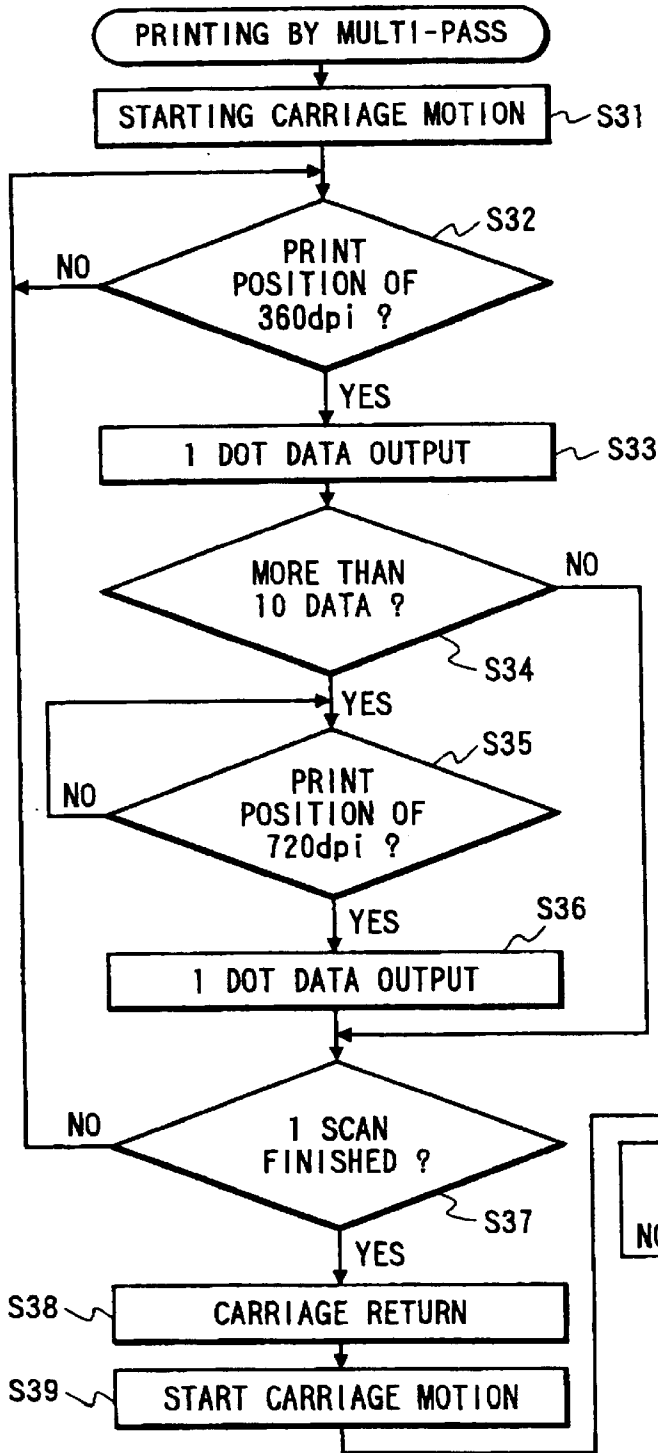 PRINTING BY MULTI-PASS
STARTING CARRIAGE MOTION
S31
S32
PRINT
POSITION OF
360dpi ?
NO
YES
1 DOT DATA OUTPUT
S33
MORE THAN
10 DATA ?
NO
S34
YES
S35
PRINT
POSITION OF
720dpi ?
NO
YES
S36
1 DOT DATA OUTPUT
1 SCAN
FINISHED ?
NO
S37
YES
NO
S38
CARRIAGE RETURN
S39
START CARRIAGE MOTION